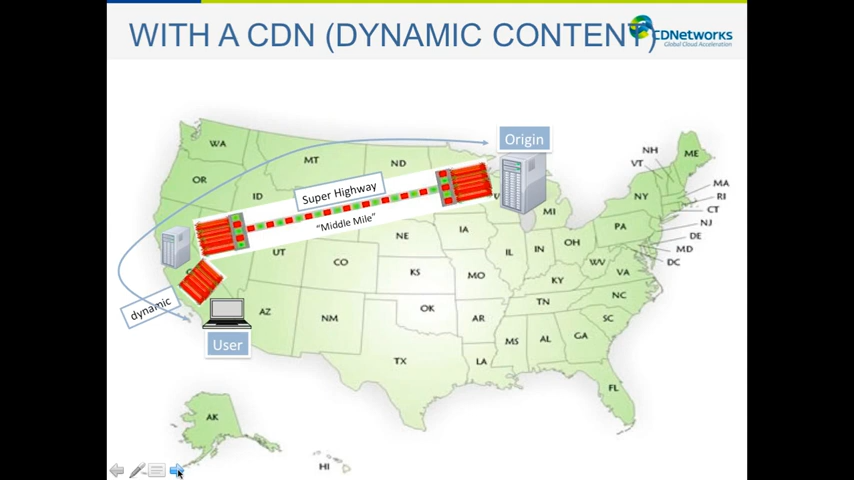 WITH A CDN (DYNAMIC CONTENT)
CDNetworks
Global Cloud Acceleration
Origin
Super Highway
"Middle Mile"
dynamic
User
WA
OR
ID
MT
ND
UT
AZ
CO
NM
NE
KS
OK
TX
IA
MO
AR
LA
IL
MI
IN
OH
KY
TN
MS
AL
GA
FL
SC
NC
VA
WV
PA
NY
NH
VT
ME
MA
RI
CT
NJ
DE
MD
DC
AK
HI